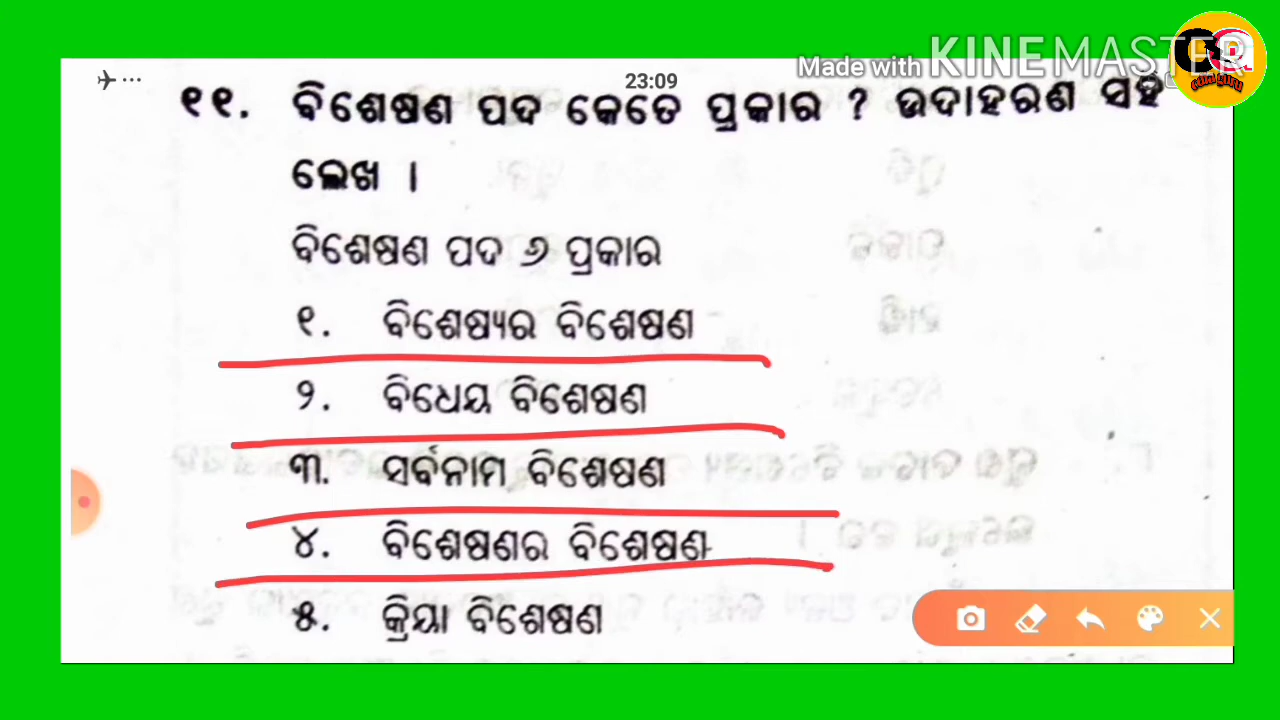 Made with KINEMASTER
23:09
୧୧. ବିଶେଷଣ ପଦ କେତେ ପ୍ରକାର ? ଉଦାହରଣ ସହ
ଲେଖ ।
ବିଶେଷଣ ପଦ ୬ ପ୍ରକାର
୧. ବିଶେଷ୍ୟର ବିଶେଷଣ
୨. ବିଧେୟ ବିଶେଷଣ
୩. ସର୍ବନାମ ବିଶେଷଣ
୪. ବିଶେଷଣର ବିଶେଷଣ
୫. କ୍ରିୟା ବିଶେଷଣ